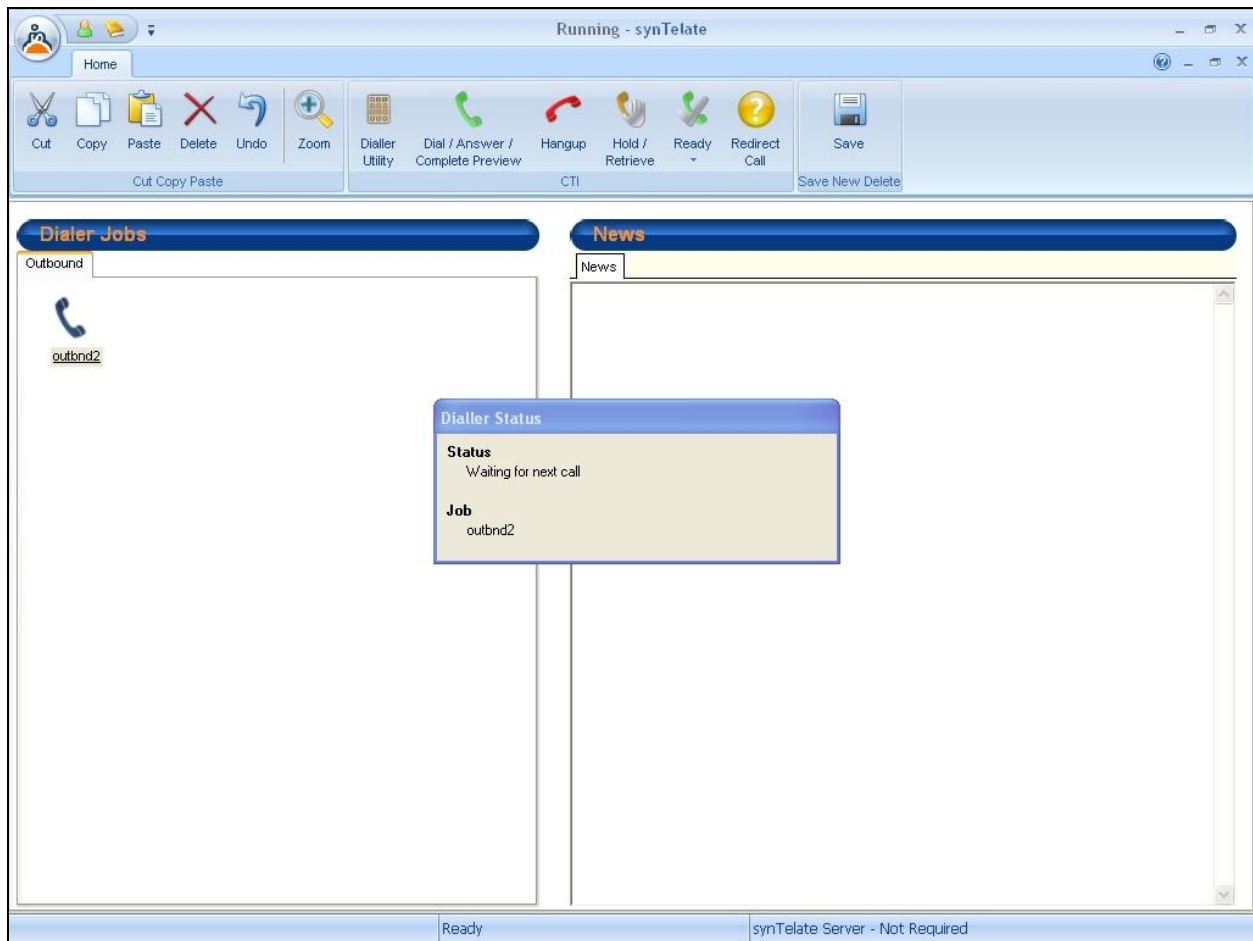 Running - synTelate
Home
Cut
Copy
Paste
Delete
Undo
Zoom
Dialler
Utility
Dial / Answer /
Complete Preview
Hangup
Hold /
Retrieve
Ready
Redirect
Call
Save
Cut Copy Paste
CTI
Save New Delete
Dialer Jobs
Outbound
outbnd2
News
News
Dialler Status
Status
Waiting for next call
Job
outbnd2
Ready
synTelate Server - Not Required